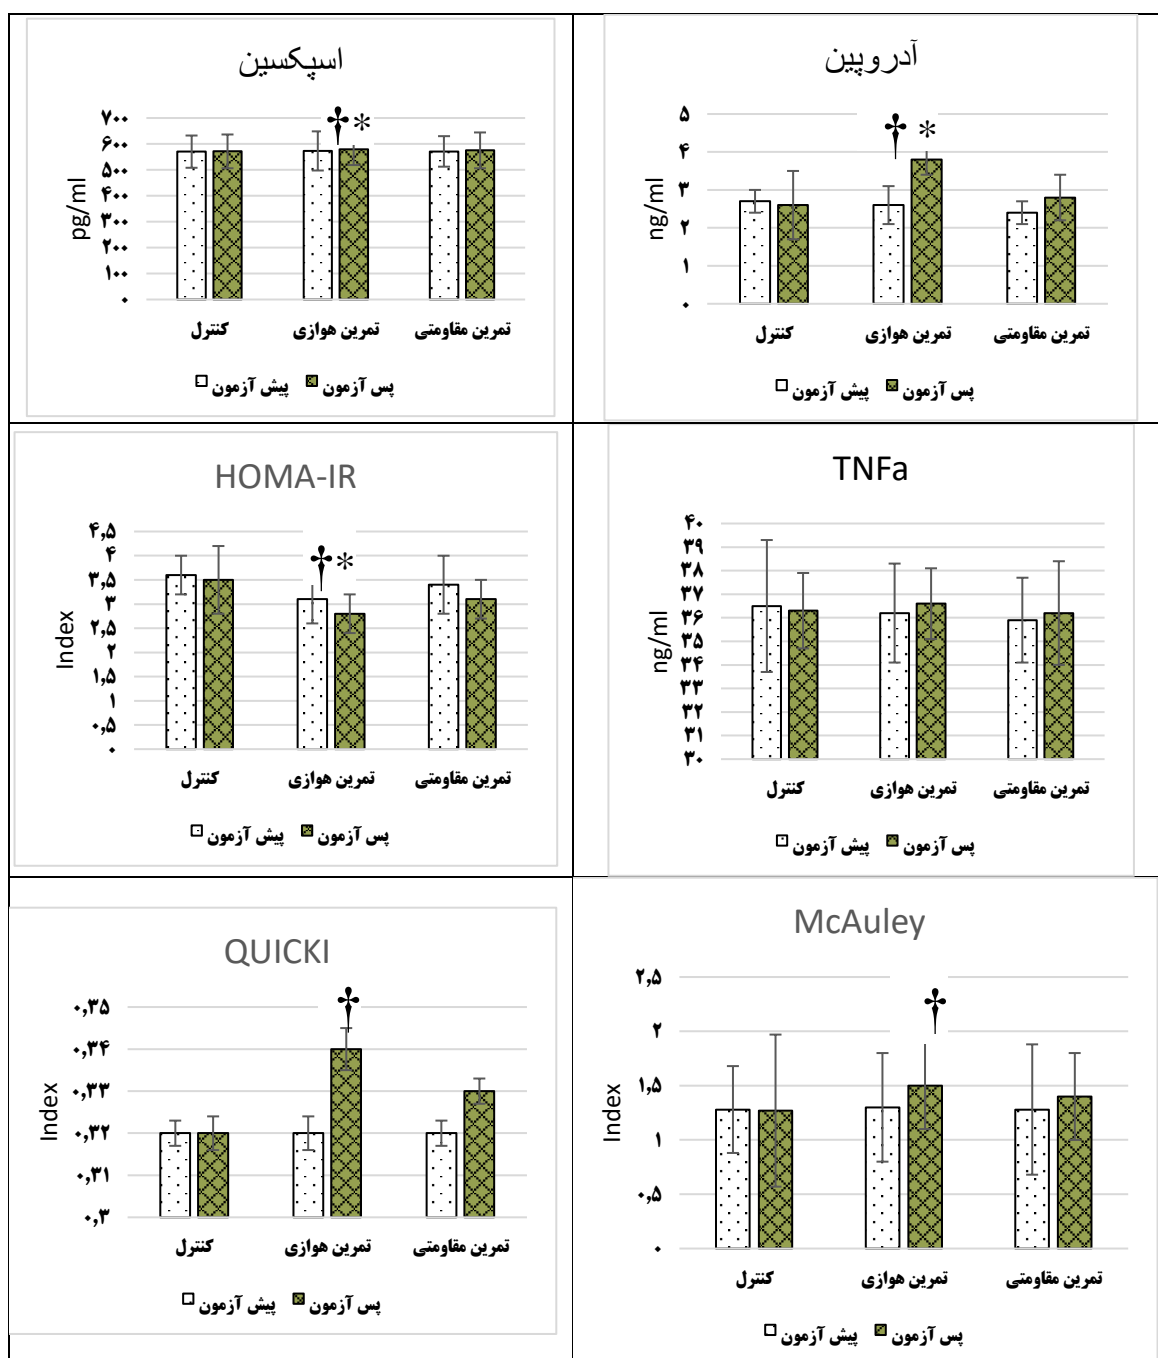 اسپکسین
†*
۷۰۰
۶۰۰
۵۰۰
۴۰۰
۳۰۰
۲۰۰
۱۰۰
۰
pg/ml
کنترل تمرین هوازی تمرین مقاومتی
پیش آزمون پس آزمون
آدروپین
† *
۵
۴
۳
۲
۱
۰
ng/ml
کنترل تمرین هوازی تمرین مقاومتی
پیش آزمون پس آزمون
HOMA-IR
†*
۴,۵
۴
۳,۵
۳
۲,۵
۲
۱,۵
۱
۰,۵
۰
Index
کنترل تمرین هوازی تمرین مقاومتی
پیش آزمون پس آزمون
TNFa
۴۰
۳۹
۳۸
۳۷
۳۶
۳۵
۳۴
۳۳
۳۲
۳۱
۳۰
ng/ml
کنترل تمرین هوازی تمرین مقاومتی
پیش آزمون پس آزمون
QUICKI
†
۰,۳۵
۰,۳۴
۰,۳۳
۰,۳۲
۰,۳۱
۰,۳
Index
کنترل تمرین هوازی تمرین مقاومتی
پیش آزمون پس آزمون
McAuley
†
۲,۵
۲
۱,۵
۱
۰,۵
۰
Index
کنترل تمرین هوازی تمرین مقاومتی
پیش آزمون پس آزمون